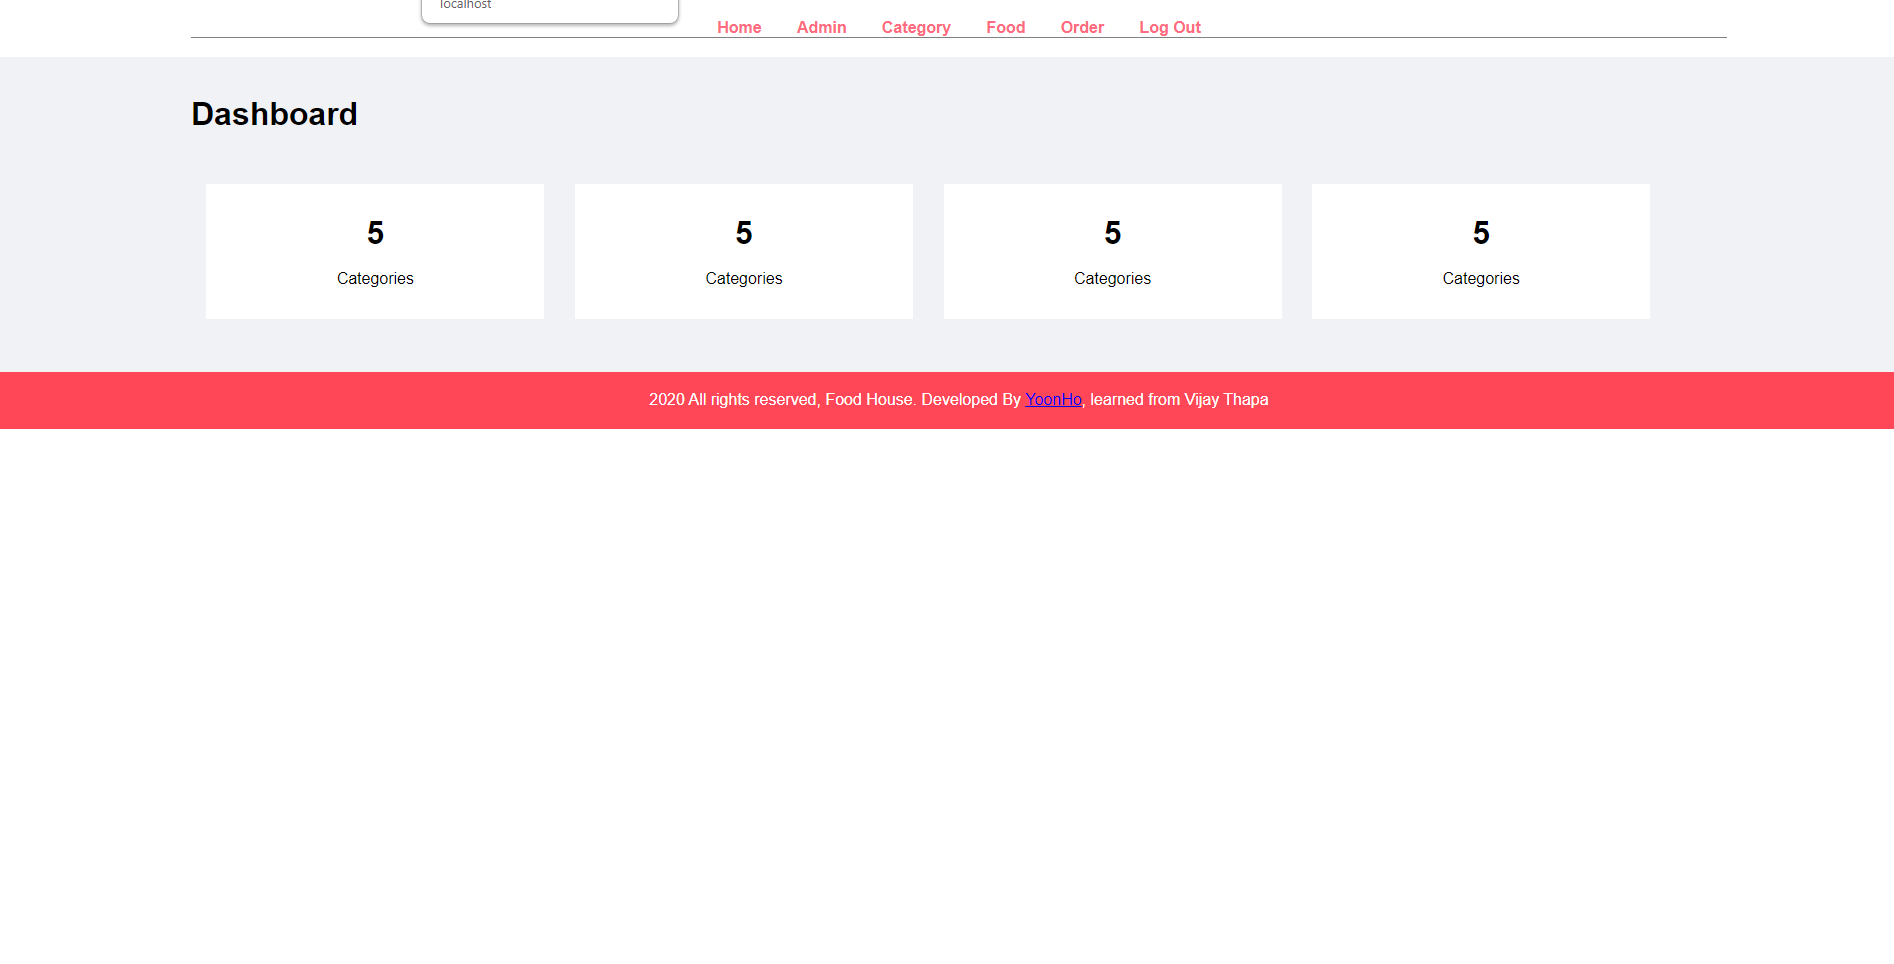 localhost
Home Admin Category Food Order Log Out
Dashboard
5 5 5 5
Categories Categories Categories Categories
2020 All rights reserved, Food House. Developed By YoonHo, learned from Vijay Thapa